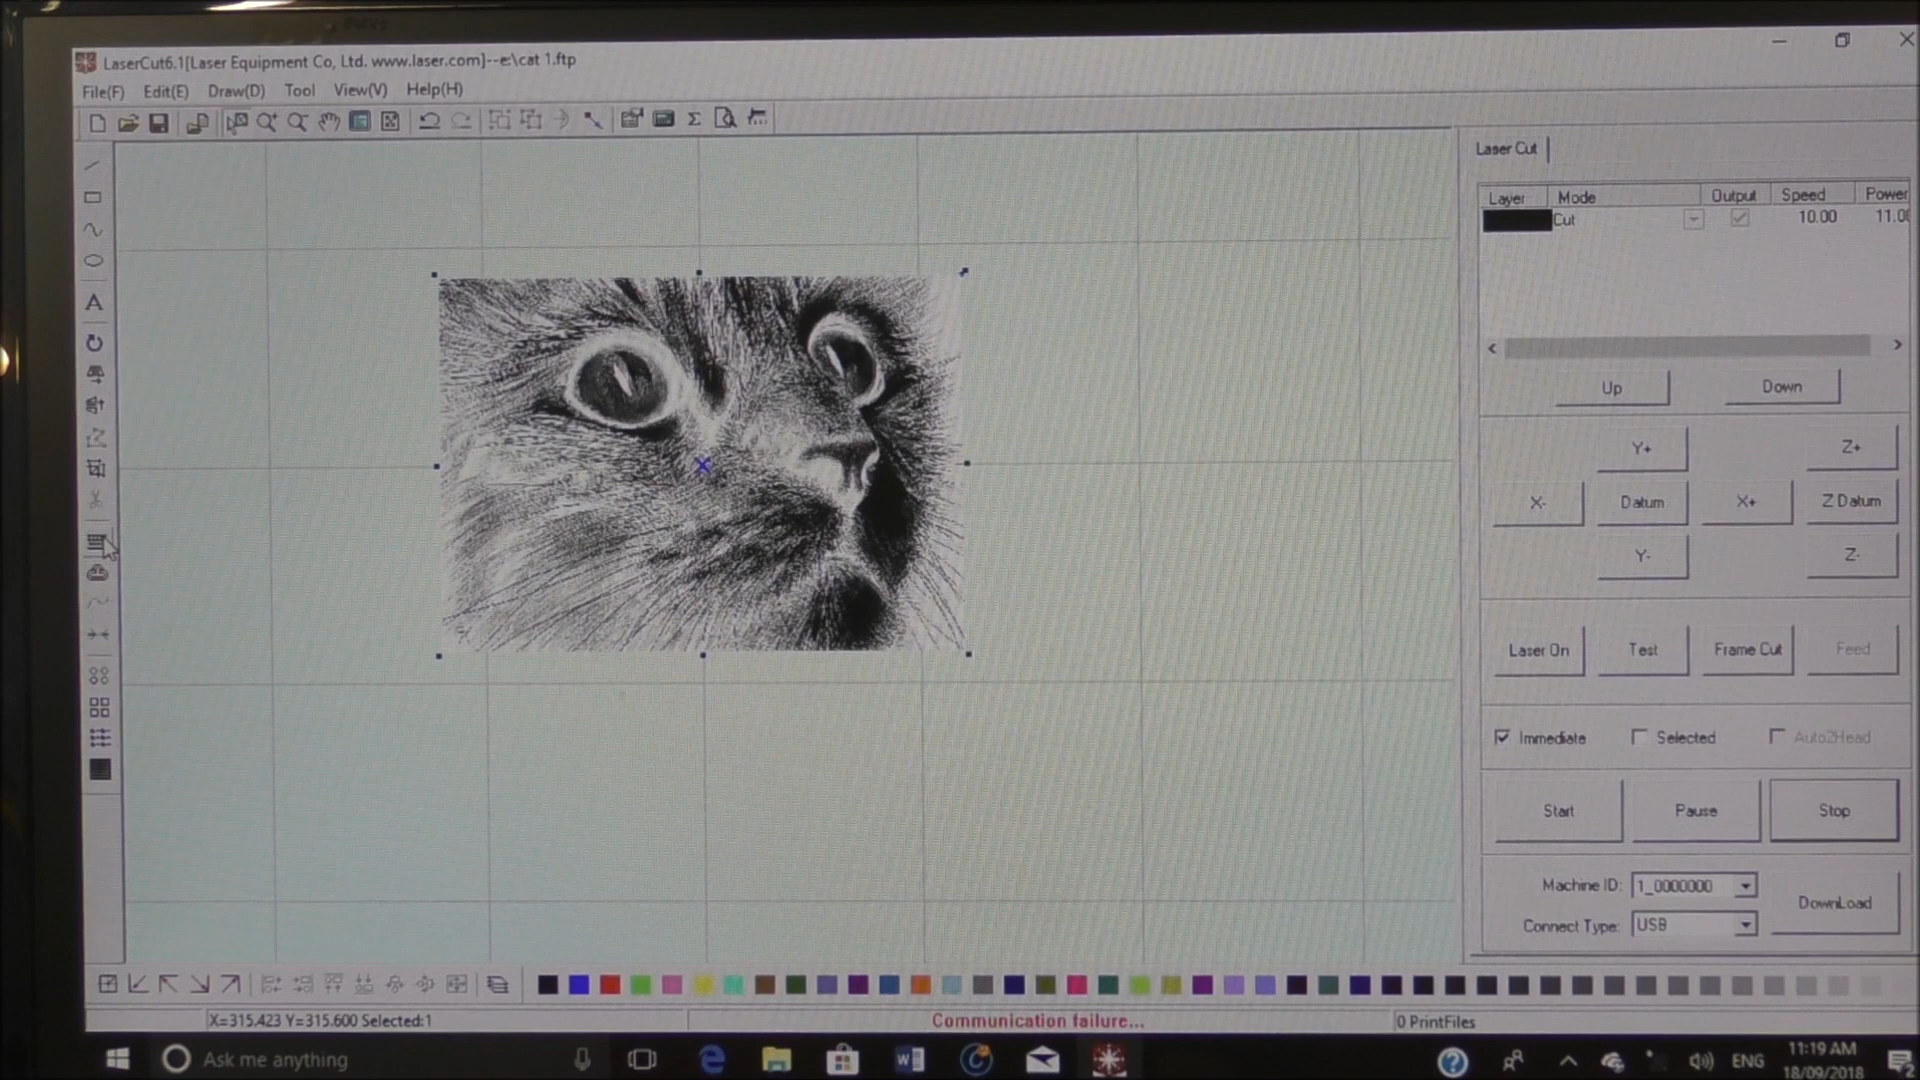 LaserCut6.1[Laser Equipment Co, Ltd. www.laser.com]--e:\cat 1.ftp
File(F) Edit(E) Draw(D) Tool View(V) Help(H)
Laser Cut
Layer Mode Output Speed Power
Cut 10.00 11.00
Up Down
Y+ Z+
X- Datum X+ Z Datum
Y- Z-
Laser On Test Frame Cut Feed
Immediate Selected Auto2Head
Start Pause Stop
Machine ID: 1_0000000
DownLoad
Connect Type: USB
X=315.423 Y=315.600 Selected:1 Communication failure... 0 PrintFiles
Ask me anything ENG 11:19 AM
18/09/2018